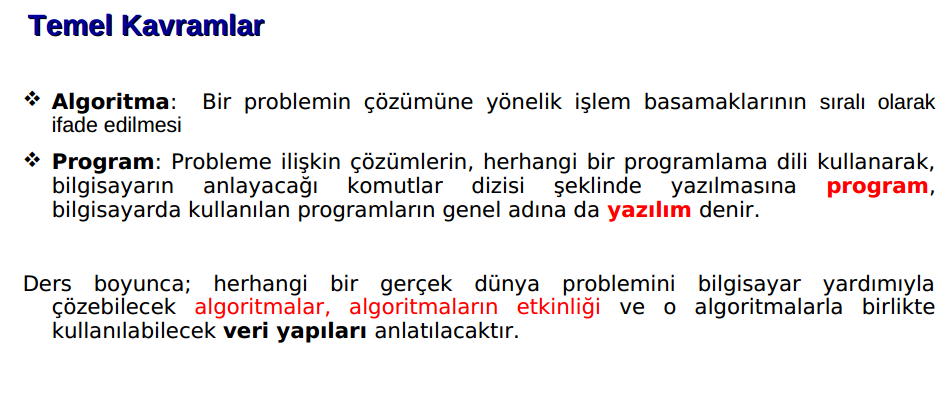 Temel Kavramlar
❖ Algoritma: Bir problemin çözümüne yönelik işlem basamaklarının sıralı olarak
ifade edilmesi
❖ Program: Probleme ilişkin çözümlerin, herhangi bir programlama dili kullanarak,
bilgisayarın anlayacağı komutlar dizisi şeklinde yazılmasına program,
bilgisayarda kullanılan programların genel adına da yazılım denir.
Ders boyunca; herhangi bir gerçek dünya problemini bilgisayar yardımıyla
çözebilecek algoritmalar, algoritmaların etkinliği ve o algoritmalarla birlikte
kullanılabilecek veri yapıları anlatılacaktır.